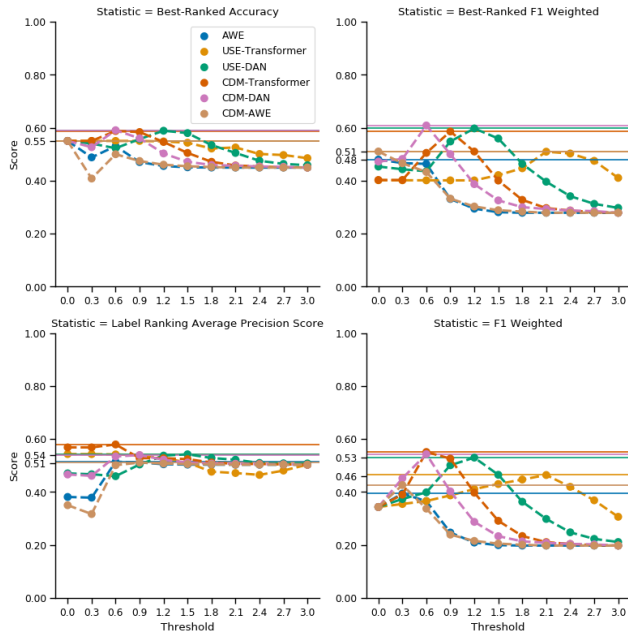 Statistic = Best-Ranked Accuracy
1.00
0.80
0.60
0.55
0.40
0.20
0.00
Score
AWE
USE-Transformer
USE-DAN
CDM-Transformer
CDM-DAN
CDM-AWE
0.0 0.3 0.6 0.9 1.2 1.5 1.8 2.1 2.4 2.7 3.0
Statistic = Best-Ranked F1 Weighted
1.00
0.80
0.60
0.51
0.48
0.40
0.20
0.00
0.0 0.3 0.6 0.9 1.2 1.5 1.8 2.1 2.4 2.7 3.0
Statistic = Label Ranking Average Precision Score
1.00
0.80
0.60
0.54
0.51
0.40
0.20
0.00
Score
0.0 0.3 0.6 0.9 1.2 1.5 1.8 2.1 2.4 2.7 3.0
Threshold
Statistic = F1 Weighted
1.00
0.80
0.60
0.53
0.46
0.40
0.20
0.00
0.0 0.3 0.6 0.9 1.2 1.5 1.8 2.1 2.4 2.7 3.0
Threshold